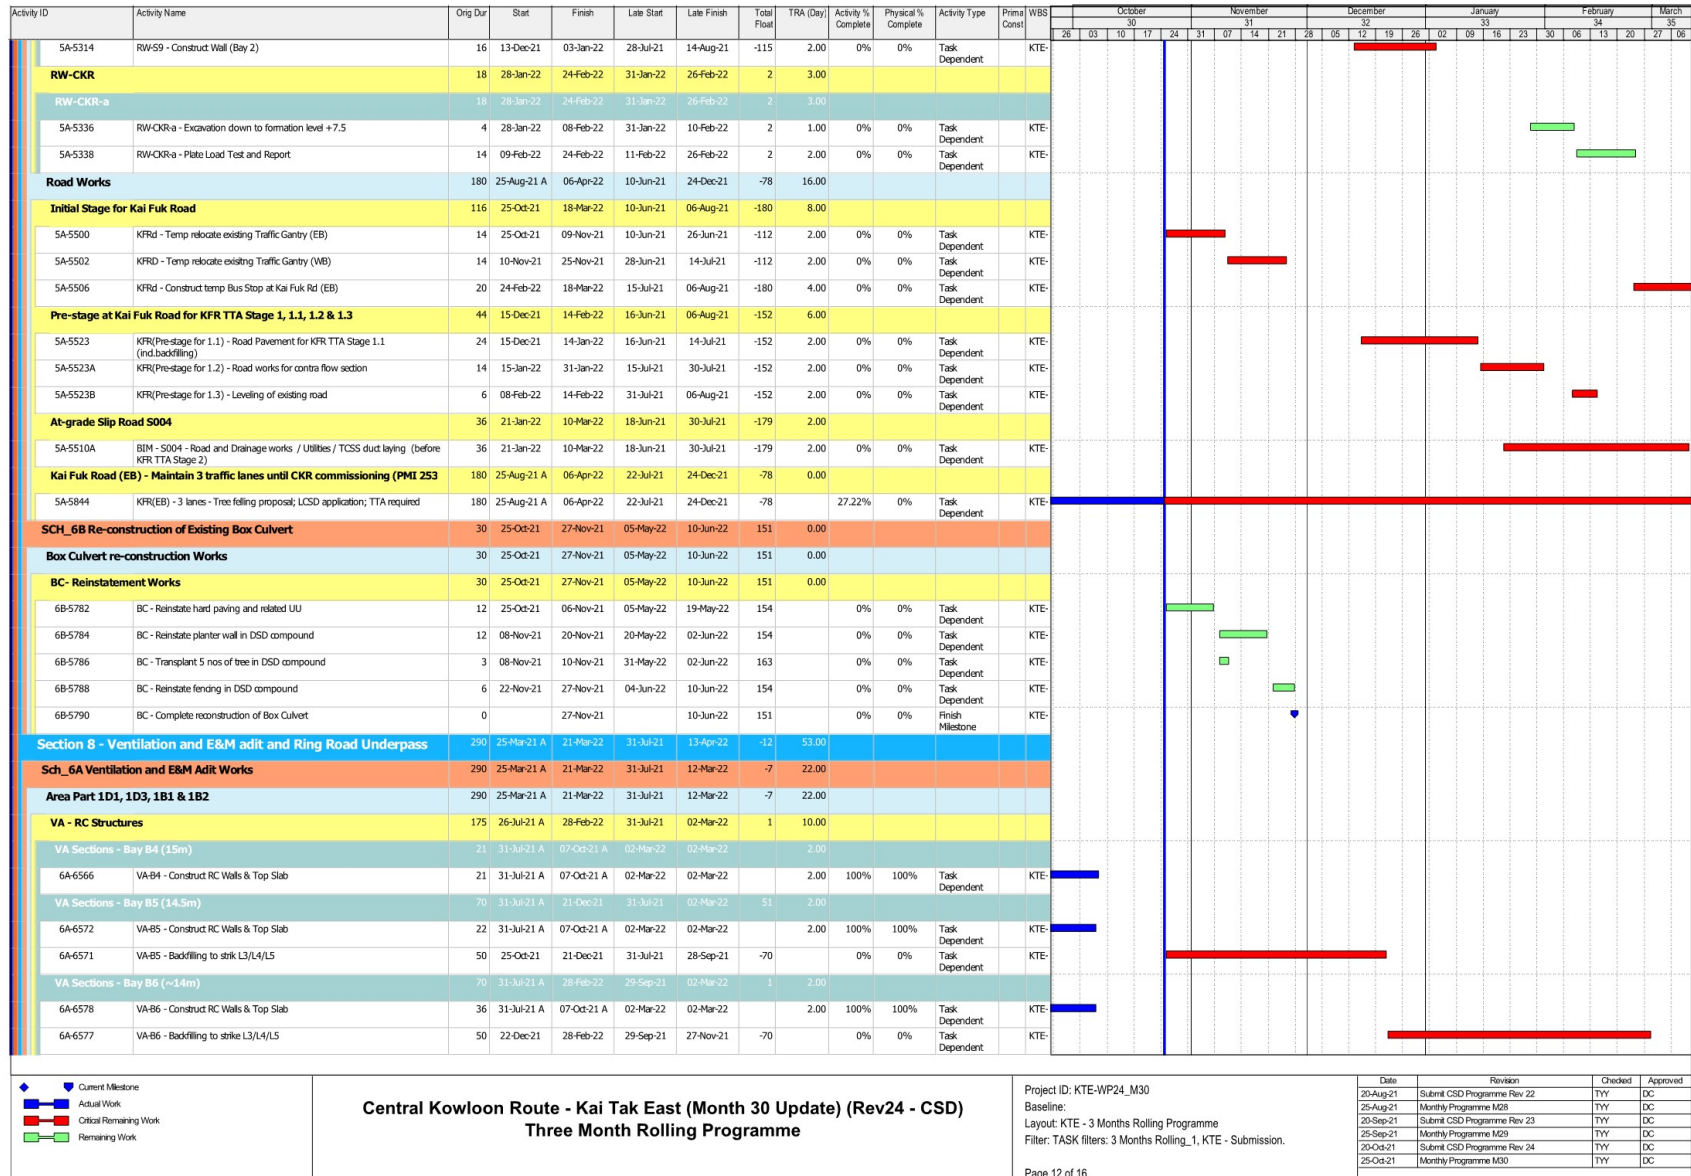 Activity ID Activity Name Orig Dur Start Finish Late Start Late Finish Total Float TRA (Day) Activity % Complete Physical % Complete Activity Type Prima Const WBS October November December January February March
30 31 32 33 34 35
26 03 10 17 24 31 07 14 21 28 05 12 19 26 02 09 16 23 30 06 13 20 27 06
5A-5314 RW-S9 - Construct Wall (Bay 2) 16 13-Dec-21 03-Jan-22 28-Jul-21 14-Aug-21 -115 2.00 0% 0% Task Dependent KTE-
RW-CKR 18 28-Jan-22 24-Feb-22 31-Jan-22 26-Feb-22 2 3.00
RW-CKR-a 18 28-Jan-22 24-Feb-22 31-Jan-22 26-Feb-22 2 3.00
5A-5336 RW-CKR-a - Excavation down to formation level +7.5 4 28-Jan-22 08-Feb-22 31-Jan-22 10-Feb-22 2 1.00 0% 0% Task Dependent KTE-
5A-5338 RW-CKR-a - Plate Load Test and Report 14 09-Feb-22 24-Feb-22 11-Feb-22 26-Feb-22 2 2.00 0% 0% Task Dependent KTE-
Road Works 180 25-Aug-21 A 06-Apr-22 10-Jun-21 24-Dec-21 -78 16.00
Initial Stage for Kai Fuk Road 116 25-Oct-21 18-Mar-22 10-Jun-21 06-Aug-21 -180 8.00
5A-5500 KFRd - Temp relocate existing Traffic Gantry (EB) 14 25-Oct-21 09-Nov-21 10-Jun-21 26-Jun-21 -112 2.00 0% 0% Task Dependent KTE-
5A-5502 KFRD - Temp relocate exisitng Traffic Gantry (WB) 14 10-Nov-21 25-Nov-21 28-Jun-21 14-Jul-21 -112 2.00 0% 0% Task Dependent KTE-
5A-5506 KFRd - Construct temp Bus Stop at Kai Fuk Rd (EB) 20 24-Feb-22 18-Mar-22 15-Jul-21 06-Aug-21 -180 4.00 0% 0% Task Dependent KTE-
Pre-stage at Kai Fuk Road for KFR TTA Stage 1, 1.1, 1.2 & 1.3 44 15-Dec-21 14-Feb-22 16-Jun-21 06-Aug-21 -152 6.00
5A-5523 KFR(Pre-stage for 1.1) - Road Pavement for KFR TTA Stage 1.1 (ind.backfilling) 24 15-Dec-21 14-Jan-22 16-Jun-21 14-Jul-21 -152 2.00 0% 0% Task Dependent KTE-
5A-5523A KFR(Pre-stage for 1.2) - Road works for contra flow section 14 15-Jan-22 31-Jan-22 15-Jul-21 30-Jul-21 -152 2.00 0% 0% Task Dependent KTE-
5A-5523B KFR(Pre-stage for 1.3) - Leveling of existing road 6 08-Feb-22 14-Feb-22 31-Jul-21 06-Aug-21 -152 2.00 0% 0% Task Dependent KTE-
At-grade Slip Road S004 36 21-Jan-22 10-Mar-22 18-Jun-21 30-Jul-21 -179 2.00
5A-5510A BIM - S004 - Road and Drainage works / Utilities / TCSS duct laying (before KFR TTA Stage 2) 36 21-Jan-22 10-Mar-22 18-Jun-21 30-Jul-21 -179 2.00 0% 0% Task Dependent KTE-
Kai Fuk Road (EB) - Maintain 3 traffic lanes until CKR commissioning (PMI 253 180 25-Aug-21 A 06-Apr-22 22-Jul-21 24-Dec-21 -78 0.00
5A-5844 KFR(EB) - 3 lanes - Tree felling proposal; LCSD application; TTA required 180 25-Aug-21 A 06-Apr-22 22-Jul-21 24-Dec-21 -78 27.22% 0% Task Dependent KTE-
SCH_6B Re-construction of Existing Box Culvert 30 25-Oct-21 27-Nov-21 05-May-22 10-Jun-22 151 0.00
Box Culvert re-construction Works 30 25-Oct-21 27-Nov-21 05-May-22 10-Jun-22 151 0.00
BC- Reinstatement Works 30 25-Oct-21 27-Nov-21 05-May-22 10-Jun-22 151 0.00
6B-5782 BC - Reinstate hard paving and related UU 12 25-Oct-21 06-Nov-21 05-May-22 19-May-22 154 0% 0% Task Dependent KTE-
6B-5784 BC - Reinstate planter wall in DSD compound 12 08-Nov-21 20-Nov-21 20-May-22 02-Jun-22 154 0% 0% Task Dependent KTE-
6B-5786 BC - Transplant 5 nos of tree in DSD compound 3 08-Nov-21 10-Nov-21 31-May-22 02-Jun-22 163 0% 0% Task Dependent KTE-
6B-5788 BC - Reinstate fencing in DSD compound 6 22-Nov-21 27-Nov-21 04-Jun-22 10-Jun-22 154 0% 0% Task Dependent KTE-
6B-5790 BC - Complete reconstruction of Box Culvert 0 27-Nov-21 10-Jun-22 151 0% 0% Finish Milestone KTE-
Section 8 - Ventilation and E&M adit and Ring Road Underpass 290 25-Mar-21 A 21-Mar-22 31-Jul-21 13-Apr-22 -12 53.00
Sch_6A Ventilation and E&M Adit Works 290 25-Mar-21 A 21-Mar-22 31-Jul-21 12-Mar-22 -7 22.00
Area Part 1D1, 1D3, 1B1 & 1B2 290 25-Mar-21 A 21-Mar-22 31-Jul-21 12-Mar-22 -7 22.00
VA - RC Structures 175 26-Jul-21 A 28-Feb-22 31-Jul-21 02-Mar-22 1 10.00
VA Sections - Bay B4 (15m) 21 31-Jul-21 A 07-Oct-21 A 02-Mar-22 02-Mar-22 2.00
6A-6566 VA-B4 - Construct RC Walls & Top Slab 21 31-Jul-21 A 07-Oct-21 A 02-Mar-22 02-Mar-22 2.00 100% 100% Task Dependent KTE-
VA Sections - Bay B5 (14.5m) 70 31-Jul-21 A 21-Dec-21 31-Jul-21 02-Mar-22 51 2.00
6A-6572 VA-B5 - Construct RC Walls & Top Slab 22 31-Jul-21 A 07-Oct-21 A 02-Mar-22 02-Mar-22 2.00 100% 100% Task Dependent KTE-
6A-6571 VA-B5 - Backfilling to strik L3/L4/L5 50 25-Oct-21 21-Dec-21 31-Jul-21 28-Sep-21 -70 0% 0% Task Dependent KTE-
VA Sections - Bay B6 (~14m) 70 31-Jul-21 A 28-Feb-22 29-Sep-21 02-Mar-22 1 2.00
6A-6578 VA-B6 - Construct RC Walls & Top Slab 36 31-Jul-21 A 07-Oct-21 A 02-Mar-22 02-Mar-22 2.00 100% 100% Task Dependent KTE-
6A-6577 VA-B6 - Backfilling to strike L3/L4/L5 50 22-Dec-21 28-Feb-22 29-Sep-21 27-Nov-21 -70 0% 0% Task Dependent KTE-
Current Milestone
Actual Work
Critical Remaining Work
Remaining Work
Central Kowloon Route - Kai Tak East (Month 30 Update) (Rev24 - CSD)
Three Month Rolling Programme
Project ID: KTE-WP24_M30
Baseline:
Layout: KTE - 3 Months Rolling Programme
Filter: TASK filters: 3 Months Rolling_1, KTE - Submission.
Page 12 of 16
Date Revision Checked Approved
20-Aug-21 Submit CSD Programme Rev 22 TYY DC
25-Aug-21 Monthly Programme M28 TYY DC
20-Sep-21 Submit CSD Programme Rev 23 TYY DC
25-Sep-21 Monthly Programme M29 TYY DC
20-Oct-21 Submit CSD Programme Rev 24 TYY DC
25-Oct-21 Monthly Programme M30 TYY DC